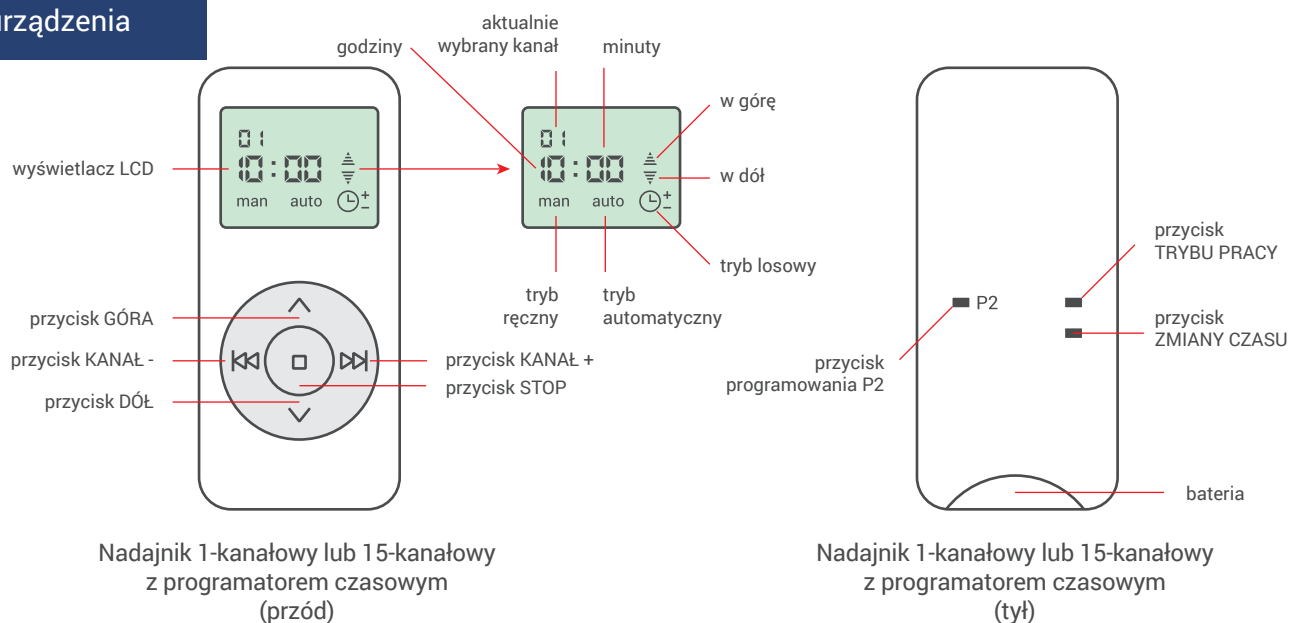 urządzenia
godziny
aktualnie
wybrany kanał
minuty
wyświetlacz LCD
01
10:00
man auto
+
-
01
10:00
man auto
+
-
w górę
w dół
tryb losowy
tryb
ręczny
tryb
automatyczny
przycisk GÓRA
przycisk KANAŁ -
przycisk DÓŁ
przycisk KANAŁ +
przycisk STOP
Nadajnik 1-kanałowy lub 15-kanałowy
z programatorem czasowym
(przód)
P2
przycisk
TRYBU PRACY
przycisk
ZMIANY CZASU
przycisk
programowania P2
bateria
Nadajnik 1-kanałowy lub 15-kanałowy
z programatorem czasowym
(tył)